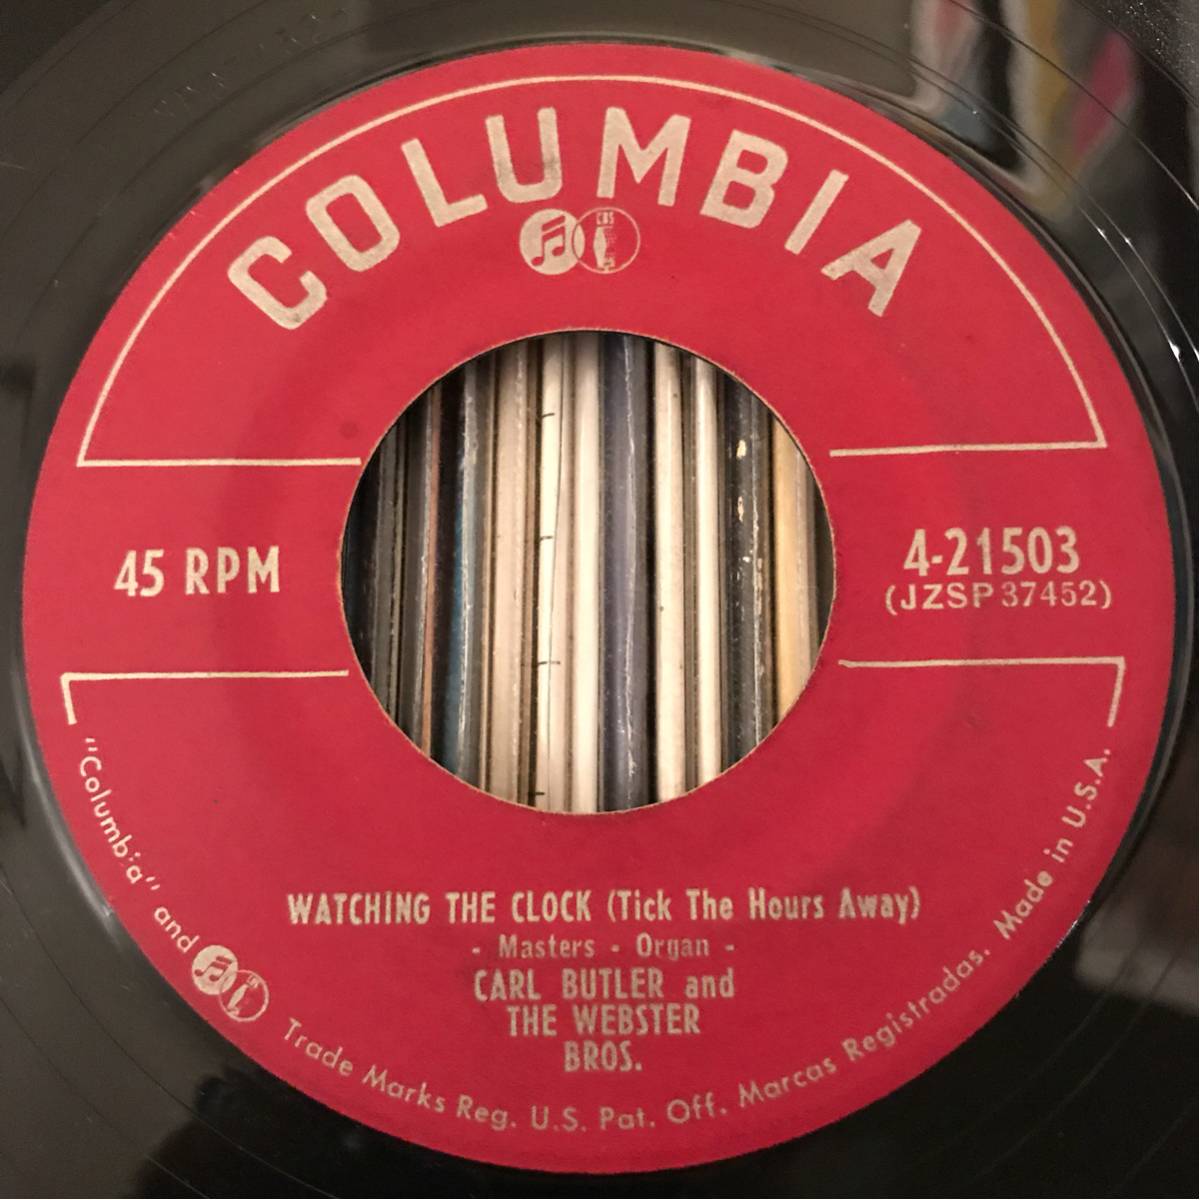 COLUMBIA
CBS
45 RPM
4-21503
(JZSP 37452)
WATCHING THE CLOCK (Tick The Hours Away)
- Masters - Organ -
CARL BUTLER and
THE WEBSTER
BROS.
"Columbia" and Trade Marks Reg. U.S. Pat. Off. Marcas Registradas. Made in U.S.A.